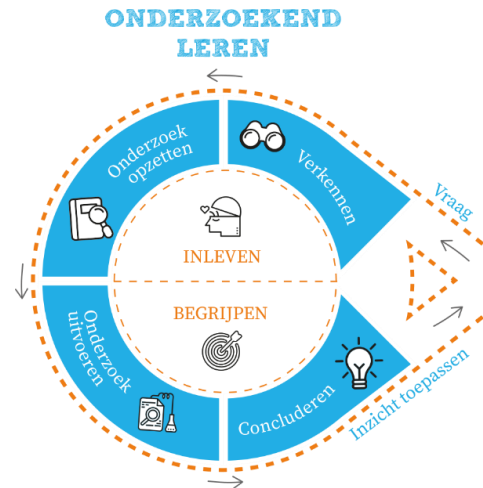 ONDERZOEKEND
LEREN
Vraag
Verkennen
Onderzoek
opzetten
INLEVEN
BEGRIJPEN
Onderzoek
uitvoeren
Concluderen
Inzicht toepassen